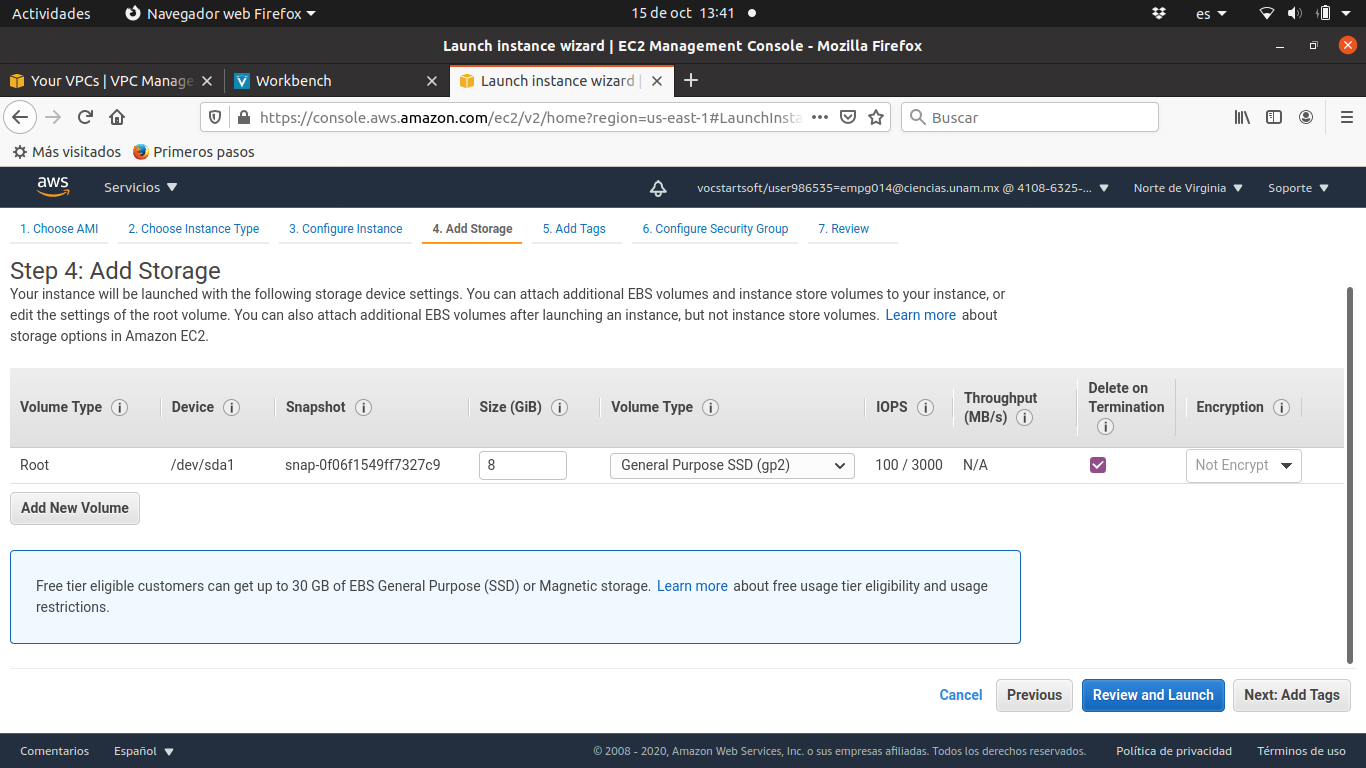 Actividades
Navegador web Firefox
15 de oct 13:41
es
Launch instance wizard | EC2 Management Console - Mozilla Firefox
Your VPCs | VPC Manage
Workbench
Launch instance wizard |
https://console.aws.amazon.com/ec2/v2/home?region=us-east-1#LaunchInsta
Buscar
Más visitados
Primeros pasos
aws
Servicios
vocstartsoft/user986535=empg014@ciencias.unam.mx @ 4108-6325-...
Norte de Virginia
Soporte
1. Choose AMI
2. Choose Instance Type
3. Configure Instance
4. Add Storage
5. Add Tags
6. Configure Security Group
7. Review
Step 4: Add Storage
Your instance will be launched with the following storage device settings. You can attach additional EBS volumes and instance store volumes to your instance, or
edit the settings of the root volume. You can also attach additional EBS volumes after launching an instance, but not instance store volumes. Learn more about
storage options in Amazon EC2.
Volume Type
Device
Snapshot
Size (GiB)
Volume Type
IOPS
Throughput
(MB/s)
Delete on
Termination
Encryption
Root
/dev/sda1
snap-0f06f1549ff7327c9
8
General Purpose SSD (gp2)
100 / 3000
N/A
Not Encrypt
Add New Volume
Free tier eligible customers can get up to 30 GB of EBS General Purpose (SSD) or Magnetic storage. Learn more about free usage tier eligibility and usage
restrictions.
Cancel
Previous
Review and Launch
Next: Add Tags
Comentarios
Español
© 2008 - 2020, Amazon Web Services, Inc. o sus empresas afiliadas. Todos los derechos reservados.
Política de privacidad
Términos de uso